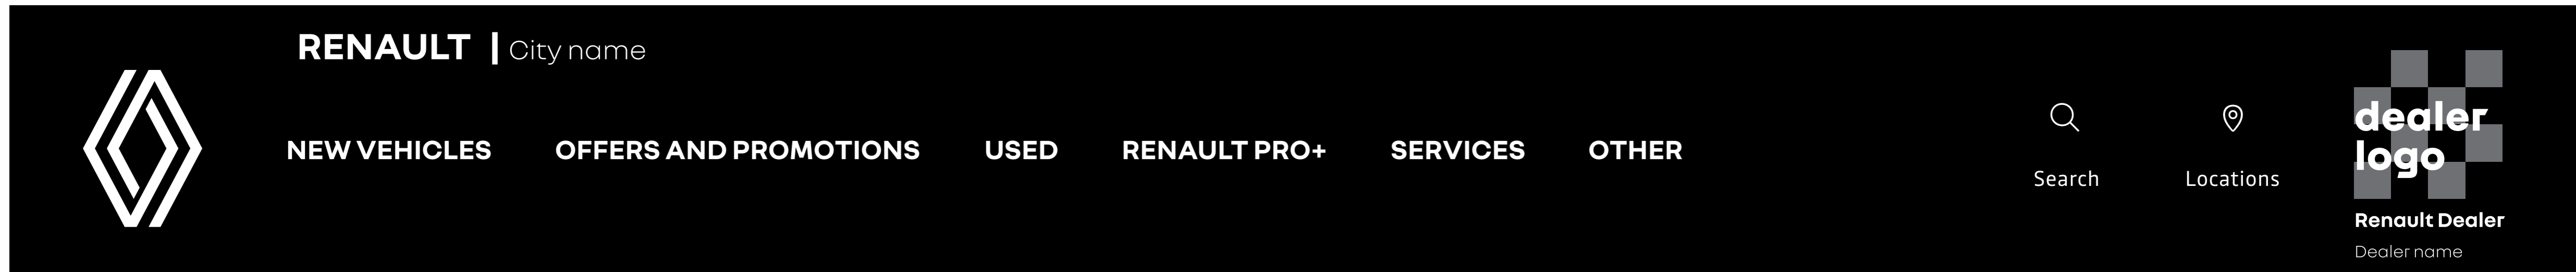 RENAULT | City name
NEW VEHICLES OFFERS AND PROMOTIONS USED RENAULT PRO+ SERVICES OTHER
Search Locations
dealer
logo
Renault Dealer
Dealer name